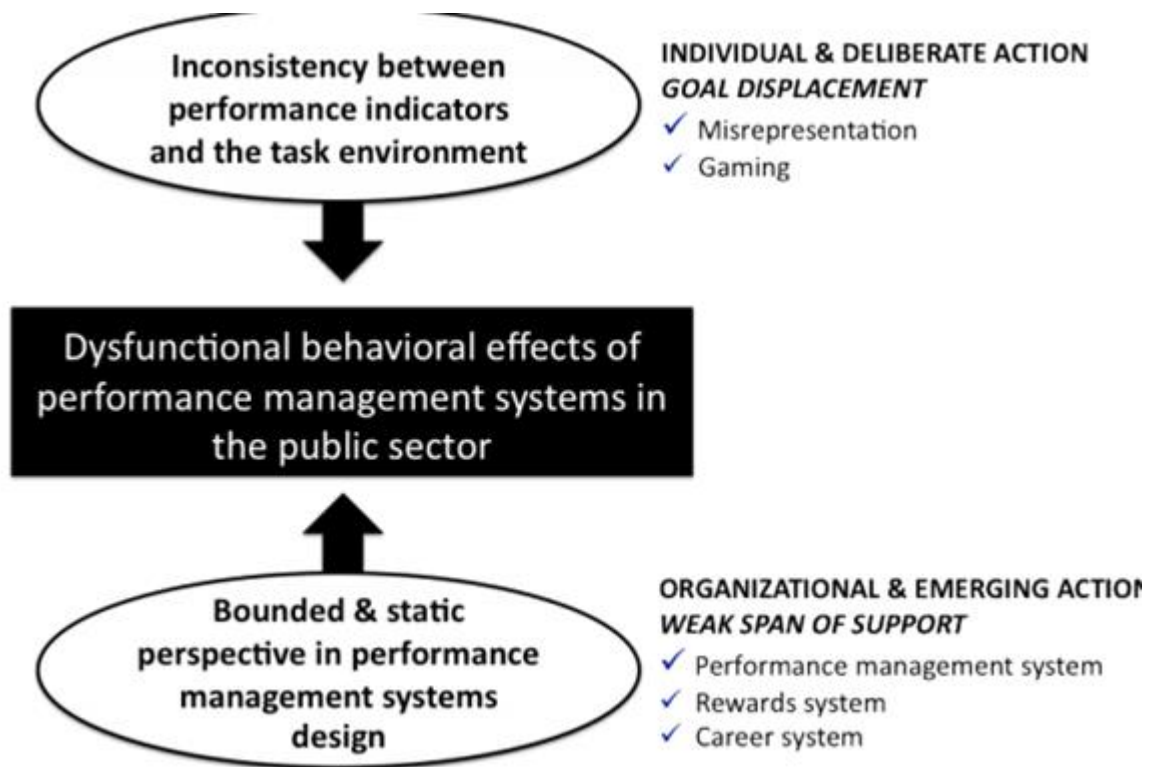 Inconsistency between
performance indicators
and the task environment
INDIVIDUAL & DELIBERATE ACTION
GOAL DISPLACEMENT
Misrepresentation
Gaming
Dysfunctional behavioral effects of
performance management systems in
the public sector
Bounded & static
perspective in performance
management systems
design
ORGANIZATIONAL & EMERGING ACTION
WEAK SPAN OF SUPPORT
Performance management system
Rewards system
Career system